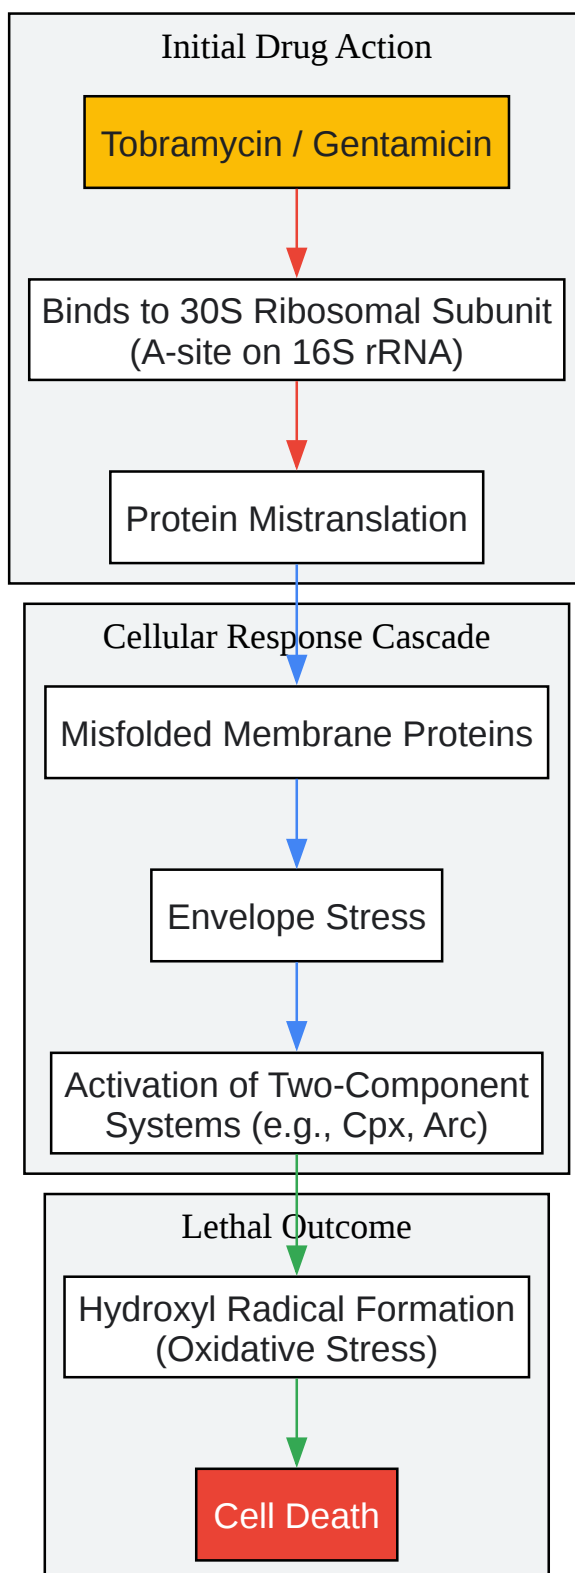 Initial Drug Action
Tobramycin / Gentamicin
Binds to 30S Ribosomal Subunit
(A-site on 16S rRNA)
Protein Mistranslation
Cellular Response Cascade
Misfolded Membrane Proteins
Envelope Stress
Activation of Two-Component
Systems (e.g., Cpx, Arc)
Lethal Outcome
Hydroxyl Radical Formation
(Oxidative Stress)
Cell Death